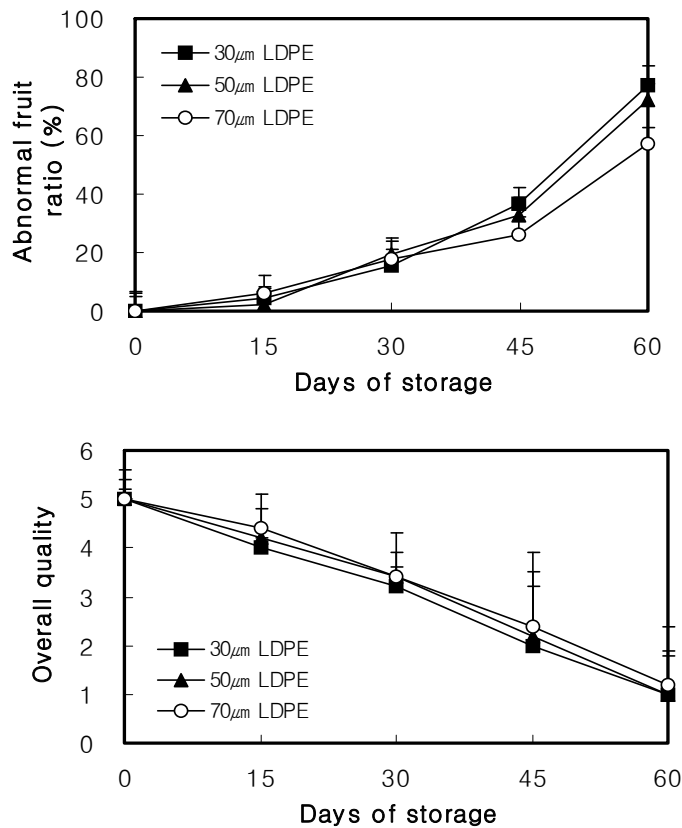 100
80
60
40
20
0
Abnormal fruit
ratio (%)
30㎛ LDPE
50㎛ LDPE
70㎛ LDPE
0 15 30 45 60
Days of storage
6
5
4
3
2
1
0
Overall quality
30㎛ LDPE
50㎛ LDPE
70㎛ LDPE
0 15 30 45 60
Days of storage